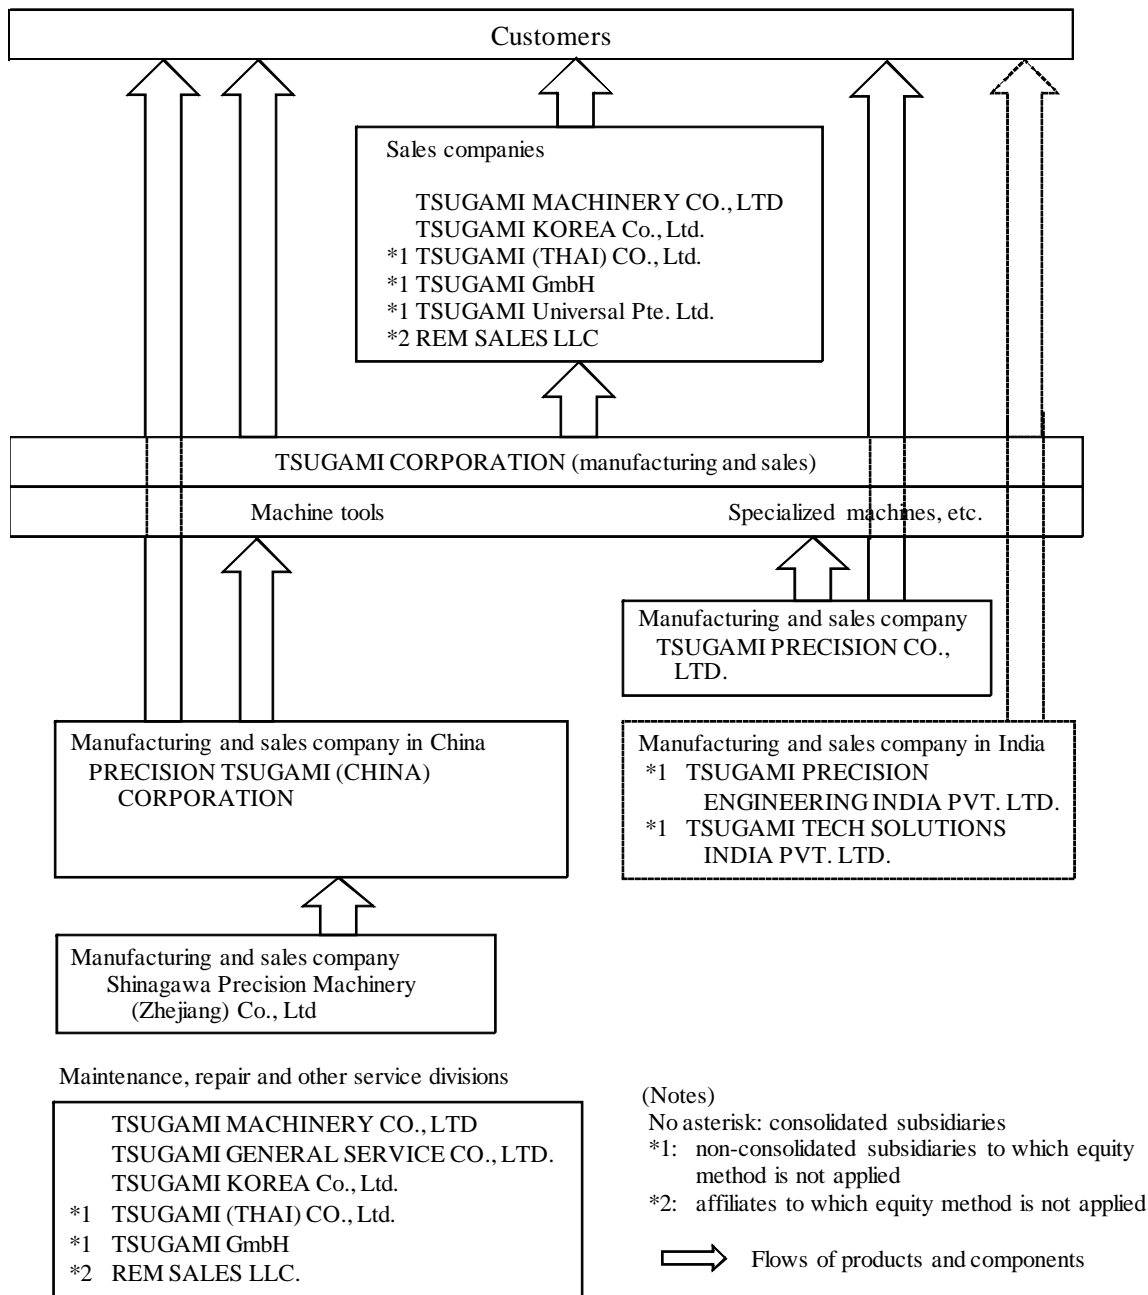 Customers
Sales companies
TSUGAMI MACHINERY CO., LTD
TSUGAMI KOREA Co., Ltd.
*1 TSUGAMI (THAI) CO., Ltd.
*1 TSUGAMI GmbH
*1 TSUGAMI Universal Pte. Ltd.
*2 REM SALES LLC
TSUGAMI CORPORATION (manufacturing and sales)
Machine tools
Specialized machines, etc.
Manufacturing and sales company
TSUGAMI PRECISION CO.,
LTD.
Manufacturing and sales company in China
PRECISION TSUGAMI (CHINA)
CORPORATION
Manufacturing and sales company in India
*1 TSUGAMI PRECISION
ENGINEERING INDIA PVT. LTD.
*1 TSUGAMI TECH SOLUTIONS
INDIA PVT. LTD.
Manufacturing and sales company
Shinagawa Precision Machinery
(Zhejiang) Co., Ltd
Maintenance, repair and other service divisions
TSUGAMI MACHINERY CO., LTD
TSUGAMI GENERAL SERVICE CO., LTD.
TSUGAMI KOREA Co., Ltd.
*1 TSUGAMI (THAI) CO., Ltd.
*1 TSUGAMI GmbH
*2 REM SALES LLC.
(Notes)
No asterisk: consolidated subsidiaries
*1: non-consolidated subsidiaries to which equity
method is not applied
*2: affiliates to which equity method is not applied
Flows of products and components